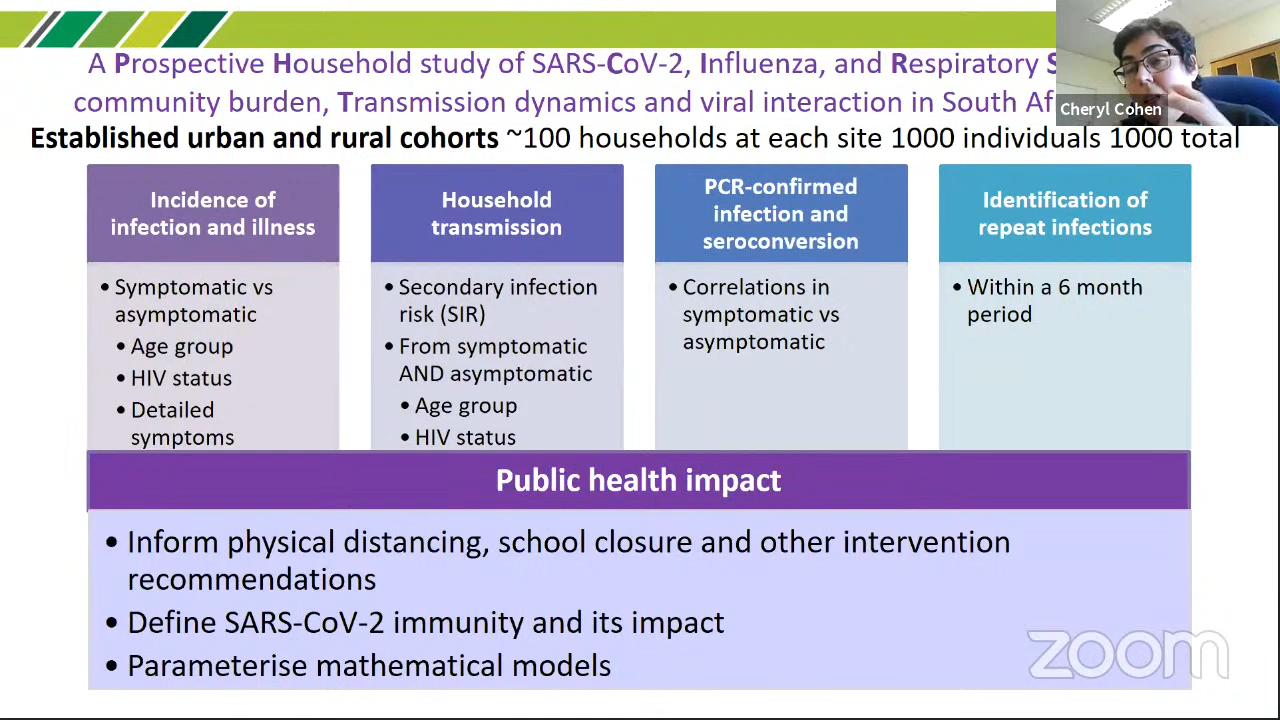 A Prospective Household study of SARS-CoV-2, Influenza, and Respiratory S
community burden, Transmission dynamics and viral interaction in South Af
Cheryl Cohen
Established urban and rural cohorts ~100 households at each site 1000 individuals 1000 total
Incidence of
infection and illness
• Symptomatic vs
asymptomatic
• Age group
• HIV status
• Detailed
symptoms
Household
transmission
• Secondary infection
risk (SIR)
• From symptomatic
AND asymptomatic
• Age group
• HIV status
PCR-confirmed
infection and
seroconversion
• Correlations in
symptomatic vs
asymptomatic
Identification of
repeat infections
• Within a 6 month
period
Public health impact
• Inform physical distancing, school closure and other intervention
recommendations
• Define SARS-CoV-2 immunity and its impact
• Parameterise mathematical models
zoom